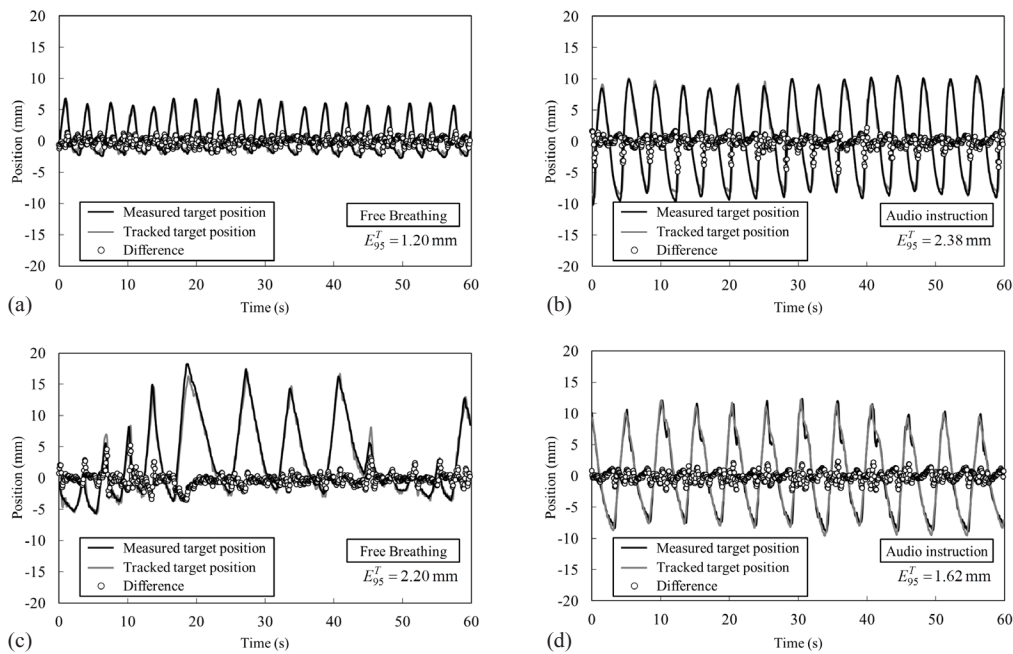 20
15
10
5
0
-5
-10
-15
-20
Position (mm)
0 10 20 30 40 50 60
Time (s)
Measured target position
Tracked target position
Difference
Free Breathing
E^T_95 = 1.20 mm
(a)
20
15
10
5
0
-5
-10
-15
-20
Position (mm)
0 10 20 30 40 50 60
Time (s)
Measured target position
Tracked target position
Difference
Audio instruction
E^T_95 = 2.38 mm
(b)
20
15
10
5
0
-5
-10
-15
-20
Position (mm)
0 10 20 30 40 50 60
Time (s)
Measured target position
Tracked target position
Difference
Free Breathing
E^T_95 = 2.20 mm
(c)
20
15
10
5
0
-5
-10
-15
-20
Position (mm)
0 10 20 30 40 50 60
Time (s)
Measured target position
Tracked target position
Difference
Audio instruction
E^T_95 = 1.62 mm
(d)